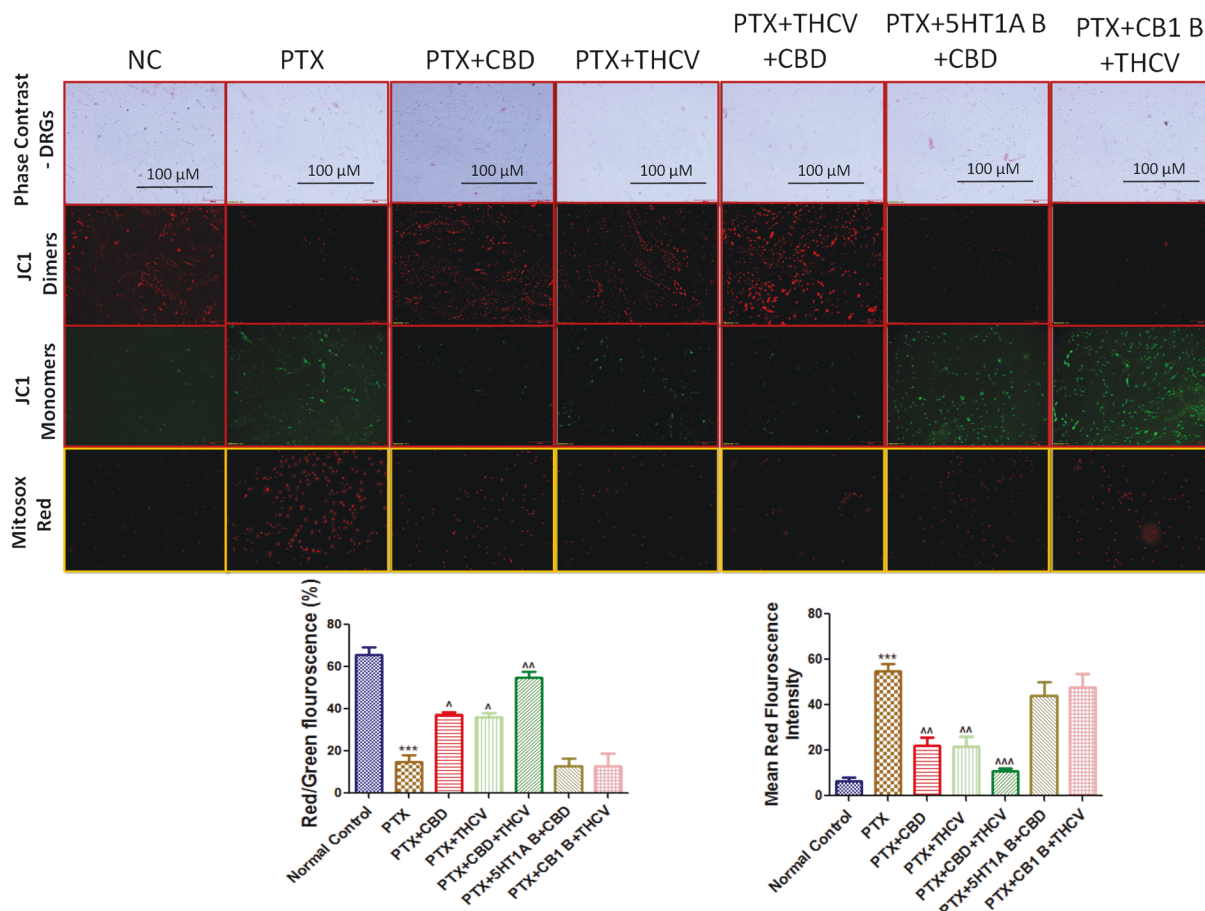 NC
PTX
PTX+CBD
PTX+THCV
PTX+THCV
+CBD
PTX+5HT1A B
+CBD
PTX+CB1 B
+THCV
Phase Contrast
- DRGs
100 µM
100 µM
100 µM
100 µM
100 µM
100 µM
100 µM
JC1
Dimers
JC1
Monomers
Mitosox
Red
Red/Green flouroscence (%)
80
60
40
20
0
***
^
^
^^
Normal Control
PTX
PTX+CBD
PTX+THCV
PTX+CBD+THCV
PTX+5HT1A B+CBD
PTX+CB1 B+THCV
Mean Red Flouroscence
Intensity
80
60
40
20
0
***
^^
^^
^^^
Normal Control
PTX
PTX+CBD
PTX+THCV
PTX+CBD+THCV
PTX+5HT1A B+CBD
PTX+CB1 B+THCV